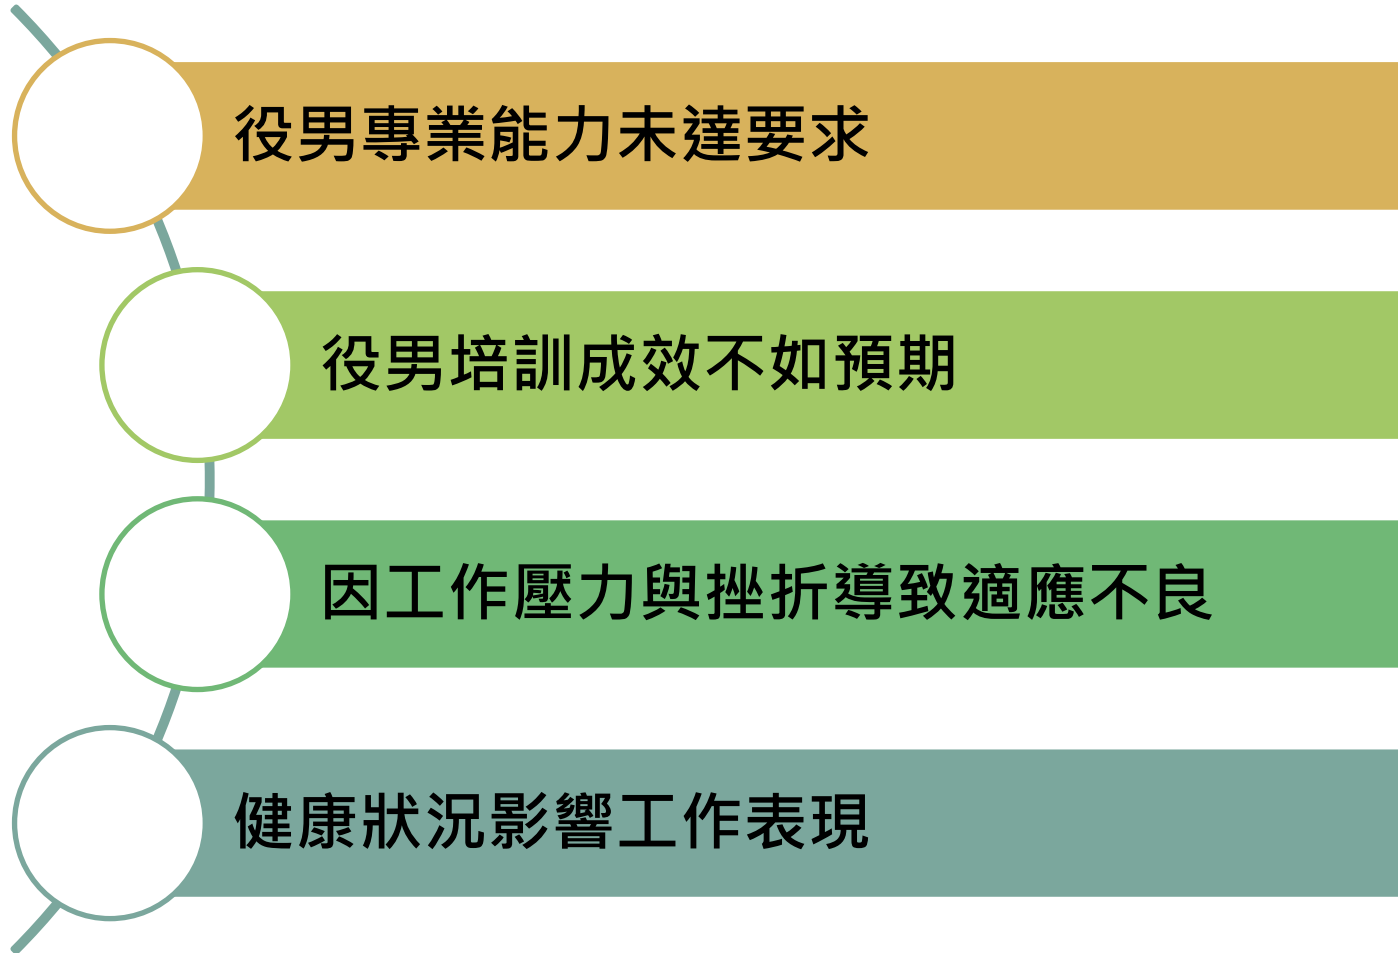 役男專業能力未達要求
役男培訓成效不如預期
因工作壓力與挫折導致適應不良
健康狀況影響工作表現